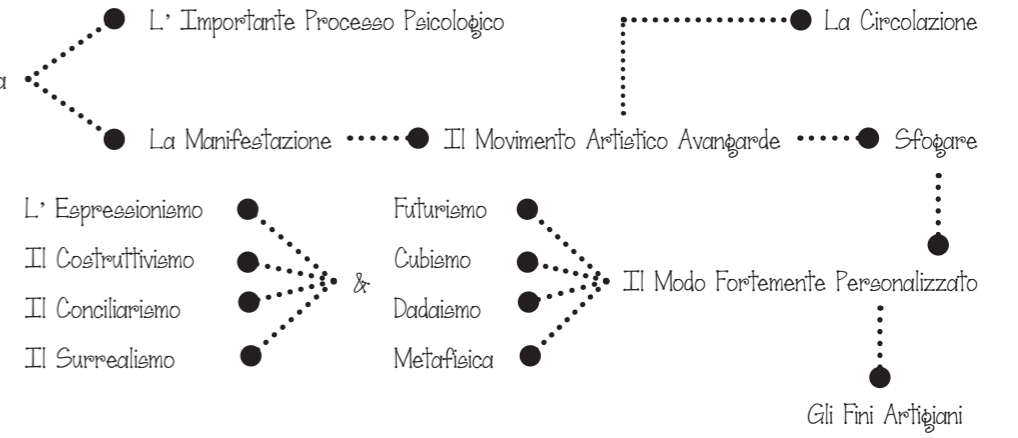 L' Importante Processo Psicologico
La Circolazione
a
La Manifestazione
Il Movimento Artistico Avangarde
Sfogare
L' Espressionismo
Futurismo
Il Costruttivismo
Cubismo
&
Il Modo Fortemente Personalizzato
Il Conciliarismo
Dadaismo
Il Surrealismo
Metafisica
Gli Fini Artigiani